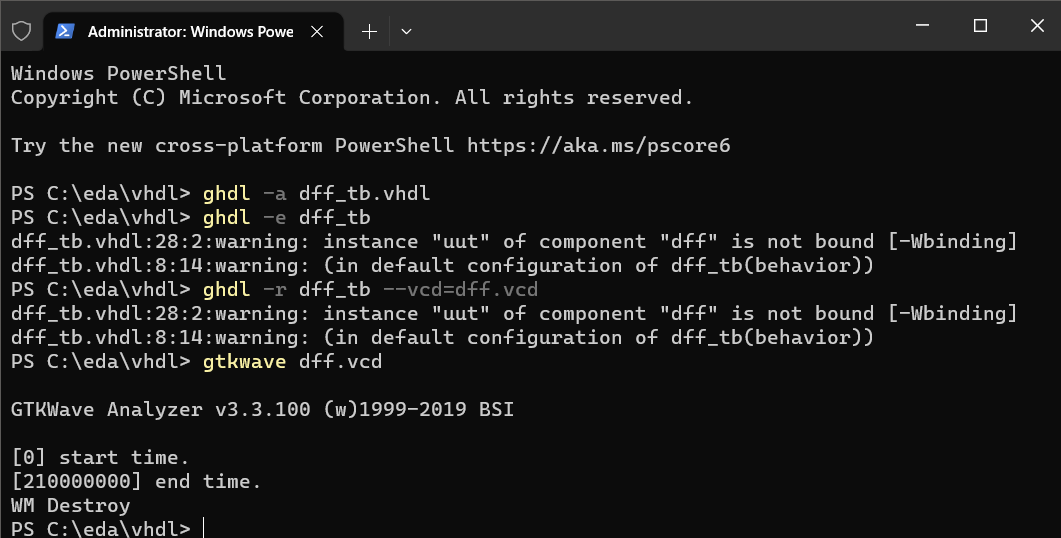 Administrator: Windows Powe
Windows PowerShell
Copyright (C) Microsoft Corporation. All rights reserved.
Try the new cross-platform PowerShell https://aka.ms/pscore6
PS C:\eda\vhdl> ghdl -a dff_tb.vhdl
PS C:\eda\vhdl> ghdl -e dff_tb
dff_tb.vhdl:28:2:warning: instance "uut" of component "dff" is not bound [-Wbinding]
dff_tb.vhdl:8:14:warning: (in default configuration of dff_tb(behavior))
PS C:\eda\vhdl> ghdl -r dff_tb --vcd=dff.vcd
dff_tb.vhdl:28:2:warning: instance "uut" of component "dff" is not bound [-Wbinding]
dff_tb.vhdl:8:14:warning: (in default configuration of dff_tb(behavior))
PS C:\eda\vhdl> gtkwave dff.vcd
GTKWave Analyzer v3.3.100 (w)1999-2019 BSI
[0] start time.
[210000000] end time.
WM Destroy
PS C:\eda\vhdl>